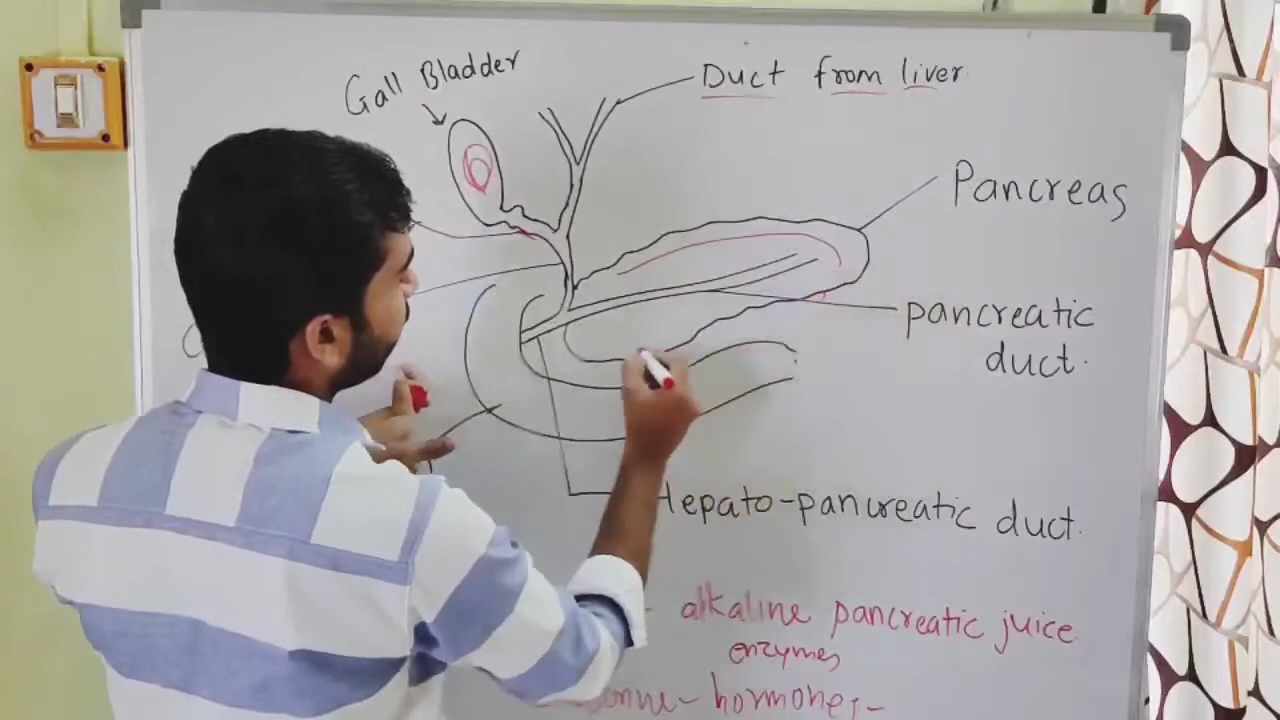 Gall Bladder
Duct from liver
Pancreas
pancreatic
duct.
Hepato-pancreatic duct.
alkaline pancreatic juice
enzymes
hormones-